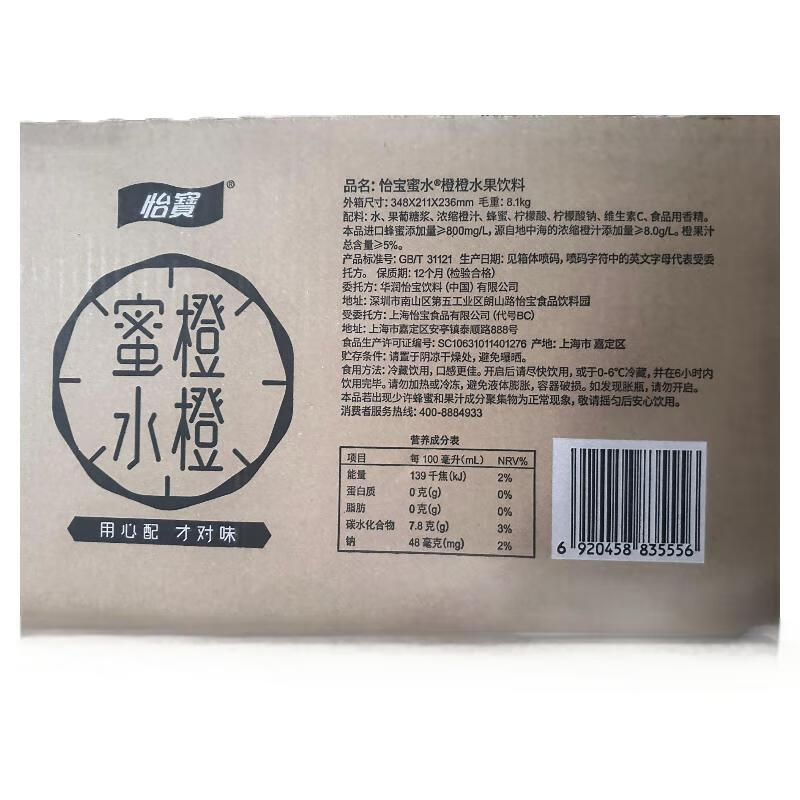 怡寶®
蜜水
橙橙
用心配 才对味
品名: 怡宝蜜水®橙橙水果饮料
外箱尺寸: 348X211X236mm 毛重: 8.1kg
配料: 水、果葡糖浆、浓缩橙汁、蜂蜜、柠檬酸、柠檬酸钠、维生素C、食品用香精。
本品进口蜂蜜添加量≥800mg/L, 源自地中海的浓缩橙汁添加量≥8.0g/L。橙果汁
总含量≥5%。
产品标准号: GB/T 31121 生产日期: 见箱体喷码, 喷码字符中的英文字母代表受委
托方。 保质期: 12个月 (检验合格)
委托方: 华润怡宝饮料 (中国) 有限公司
地址: 深圳市南山区第五工业区朗山路怡宝食品饮料园
受委托方: 上海怡宝食品有限公司 (代号BC)
地址: 上海市嘉定区安亭镇泰顺路888号
食品生产许可证编号: SC10631011401276 产地: 上海市 嘉定区
贮存条件: 请置于阴凉干燥处, 避免曝晒。
食用方法: 冷藏饮用, 口感更佳。开启后请尽快饮用, 或于0-6℃冷藏, 并在6小时内
饮用完毕。请勿加热或冷冻, 避免液体膨胀, 容器破损。如发现胀瓶, 请勿开启。
本品若出现少许蜂蜜和果汁成分聚集物为正常现象, 敬请摇匀后安心饮用。
消费者服务热线: 400-8884933
营养成分表
项目 每 100 毫升(mL) NRV%
能量 139 千焦(kJ) 2%
蛋白质 0 克(g) 0%
脂肪 0 克(g) 0%
碳水化合物 7.8 克(g) 3%
钠 48 毫克(mg) 2%
6 920458 835556